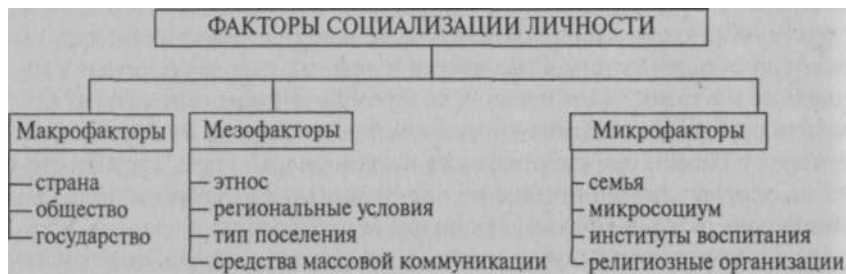 ФАКТОРЫ СОЦИАЛИЗАЦИИ ЛИЧНОСТИ
Макрофакторы
страна
общество
государство
Мезофакторы
этнос
региональные условия
тип поселения
средства массовой коммуникации
Микрофакторы
семья
микросоциум
институты воспитания
религиозные организации